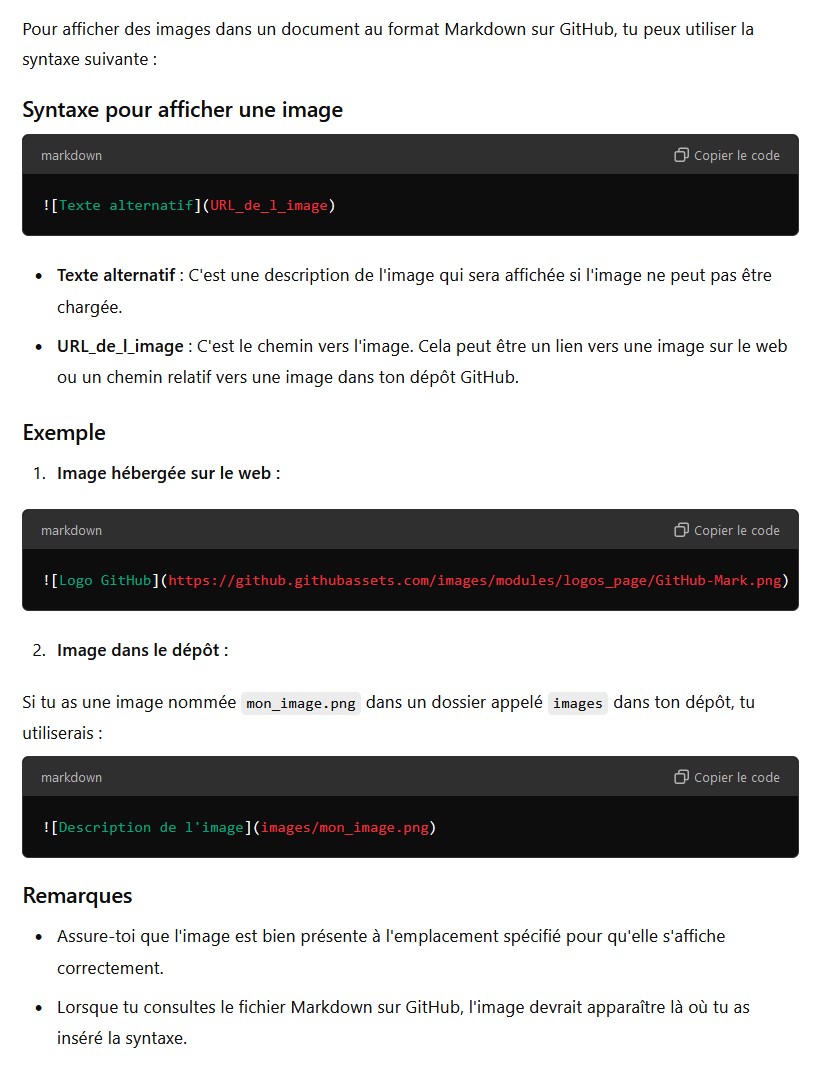 Pour afficher des images dans un document au format Markdown sur GitHub, tu peux utiliser la
syntaxe suivante :
Syntaxe pour afficher une image
markdown
Copier le code
![Texte alternatif](URL_de_l_image)
• Texte alternatif : C'est une description de l'image qui sera affichée si l'image ne peut pas être
chargée.
• URL_de_l_image : C'est le chemin vers l'image. Cela peut être un lien vers une image sur le web
ou un chemin relatif vers une image dans ton dépôt GitHub.
Exemple
1. Image hébergée sur le web :
markdown
Copier le code
![Logo GitHub](https://github.githubassets.com/images/modules/logos_page/GitHub-Mark.png)
2. Image dans le dépôt :
Si tu as une image nommée mon_image.png dans un dossier appelé images dans ton dépôt, tu
utiliserais :
markdown
Copier le code
![Description de l'image](images/mon_image.png)
Remarques
• Assure-toi que l'image est bien présente à l'emplacement spécifié pour qu'elle s'affiche
correctement.
• Lorsque tu consultes le fichier Markdown sur GitHub, l'image devrait apparaître là où tu as
inséré la syntaxe.